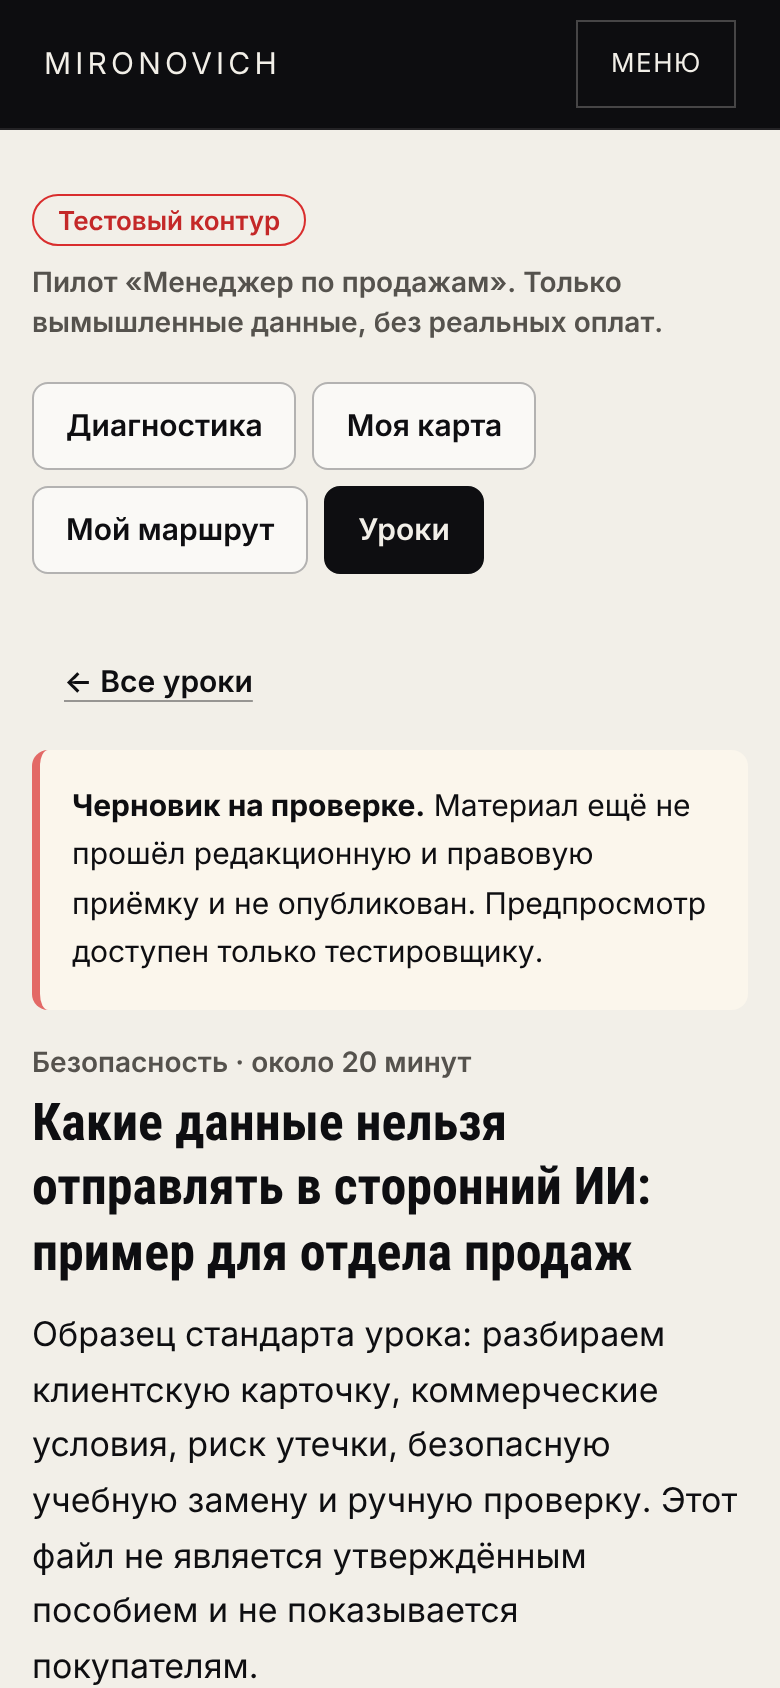 MIRONOVICH
МЕНЮ
Тестовый контур
Пилот «Менеджер по продажам». Только
вымышленные данные, без реальных оплат.
Диагностика
Моя карта
Мой маршрут
Уроки
← Все уроки
Черновик на проверке. Материал ещё не
прошёл редакционную и правовую
приёмку и не опубликован. Предпросмотр
доступен только тестировщику.
Безопасность · около 20 минут
Какие данные нельзя
отправлять в сторонний ИИ:
пример для отдела продаж
Образец стандарта урока: разбираем
клиентскую карточку, коммерческие
условия, риск утечки, безопасную
учебную замену и ручную проверку. Этот
файл не является утверждённым
пособием и не показывается
покупателям.